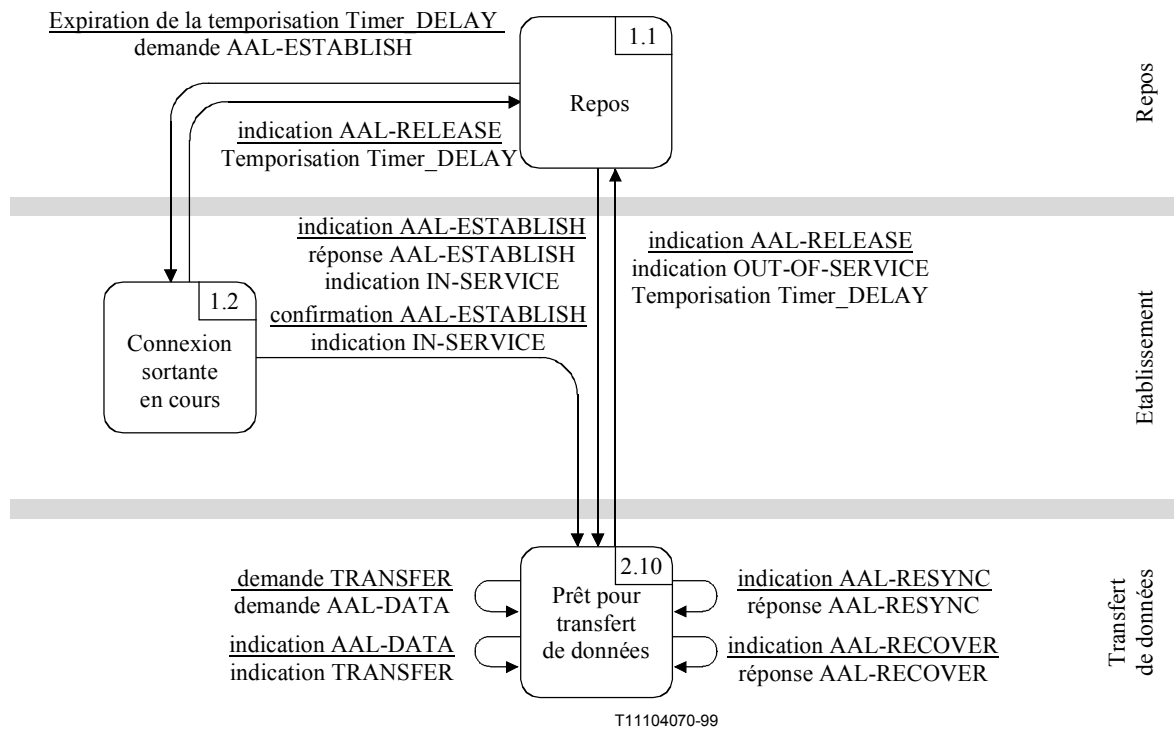 Expiration de la temporisation Timer_DELAY
demande AAL-ESTABLISH
1.1
Repos
Repos
indication AAL-RELEASE
Temporisation Timer_DELAY
indication AAL-ESTABLISH
réponse AAL-ESTABLISH
indication IN-SERVICE
indication AAL-RELEASE
indication OUT-OF-SERVICE
Temporisation Timer_DELAY
1.2
Connexion
sortante
en cours
confirmation AAL-ESTABLISH
indication IN-SERVICE
Etablissement
demande TRANSFER
demande AAL-DATA
indication AAL-DATA
indication TRANSFER
2.10
Prêt pour
transfert
de données
indication AAL-RESYNC
réponse AAL-RESYNC
indication AAL-RECOVER
réponse AAL-RECOVER
Transfert
de données
T11104070-99